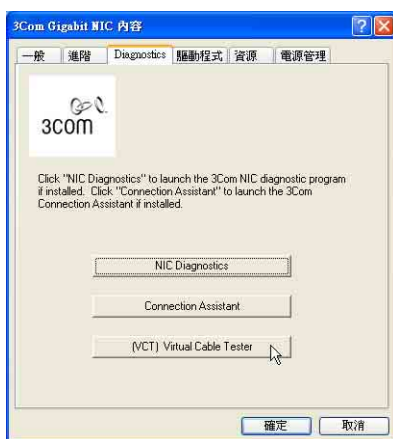 3Com Gigabit NIC 內容
一般 進階 Diagnostics 驅動程式 資源 電源管理
3COM
Click "NIC Diagnostics" to launch the 3Com NIC diagnostic program
if installed. Click "Connection Assistant" to launch the 3Com
Connection Assistant if installed.
NIC Diagnostics
Connection Assistant
(VCT) Virtual Cable Tester
確定 取消